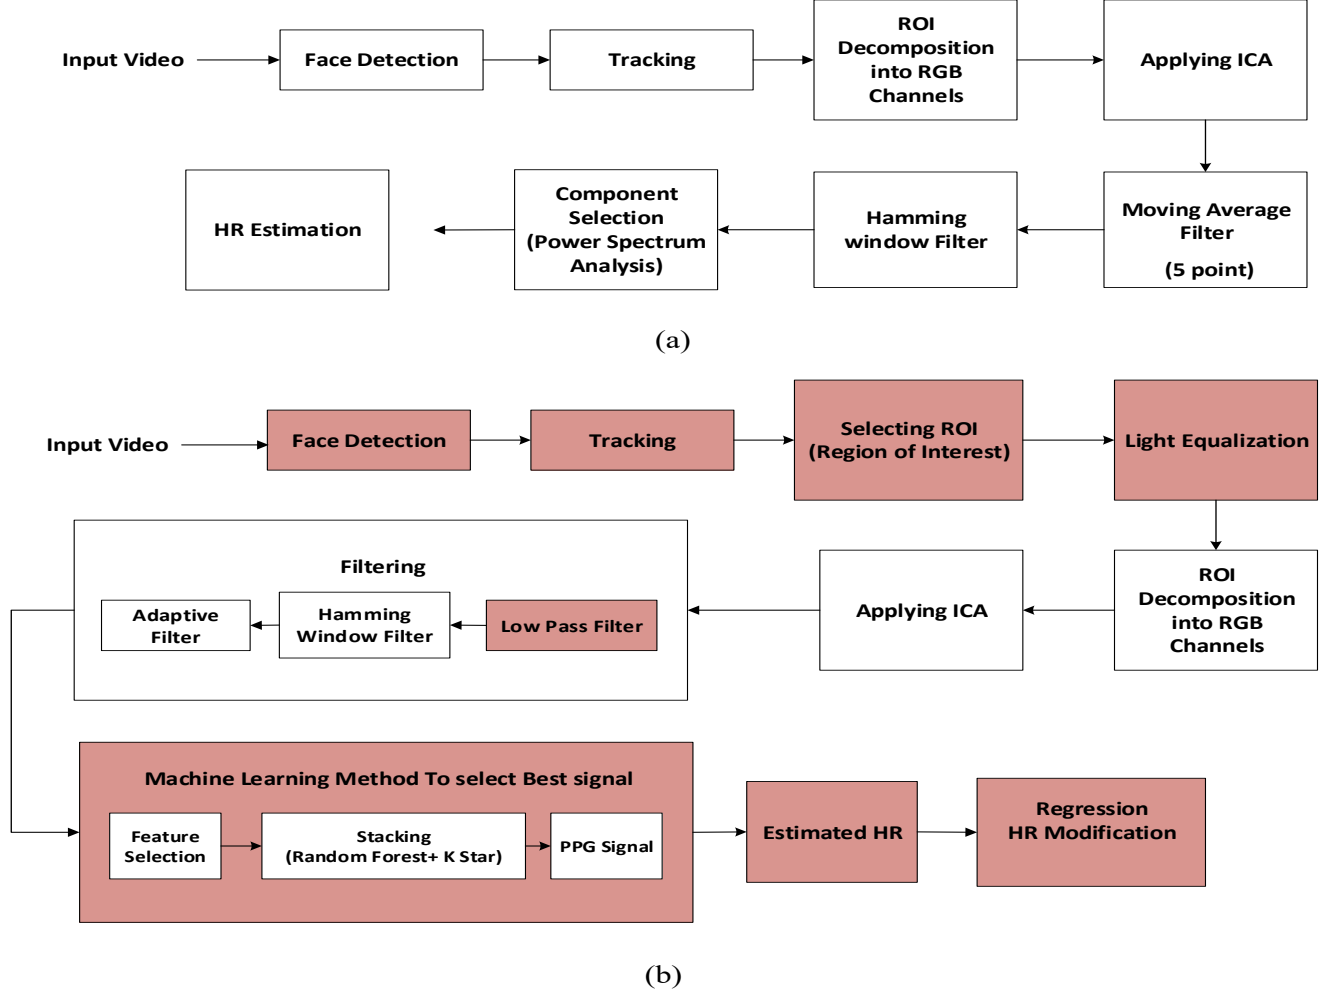 Input Video
Face Detection
Tracking
ROI
Decomposition
into RGB
Channels
Applying ICA
Moving Average
Filter
(5 point)
Hamming
window Filter
Component
Selection
(Power Spectrum
Analysis)
HR Estimation
(a)
Input Video
Face Detection
Tracking
Selecting ROI
(Region of Interest)
Light Equalization
ROI
Decomposition
into RGB
Channels
Applying ICA
Filtering
Low Pass Filter
Hamming
Window Filter
Adaptive
Filter
Machine Learning Method To select Best signal
Feature
Selection
Stacking
(Random Forest+ K Star)
PPG Signal
Estimated HR
Regression
HR Modification
(b)